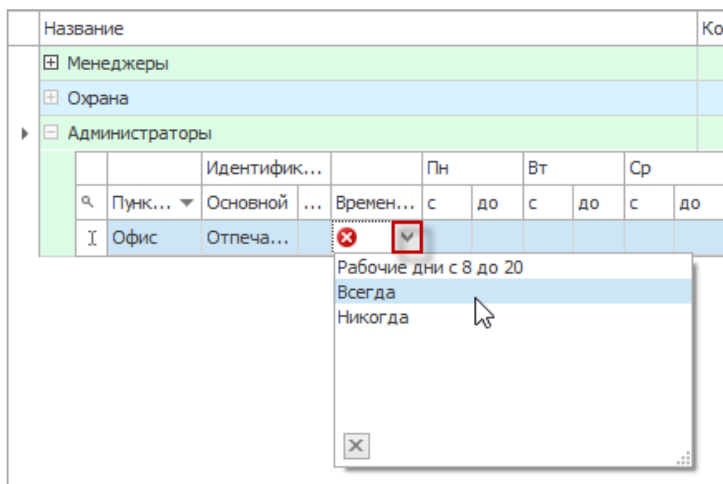 Название Ко
Менеджеры
Охрана
Администраторы
Идентифик... Пн Вт Ср
Пунк... Основной ... Времен... с до с до с до
Офис Отпеча...
Рабочие дни с 8 до 20
Всегда
Никогда